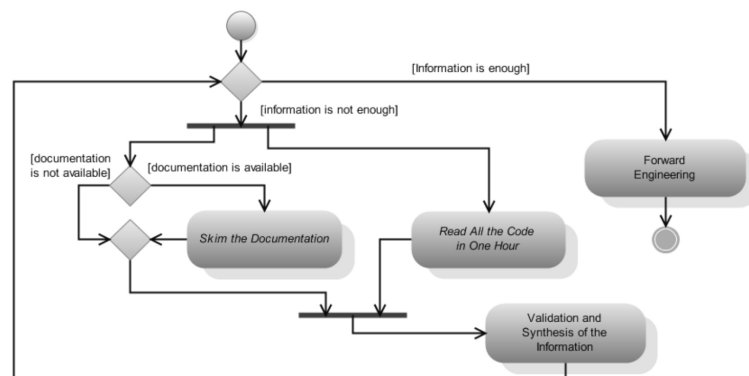 [Information is enough]
[information is not enough]
[documentation
is not available]
[documentation is available]
Forward
Engineering
Skim the Documentation
Read All the Code
in One Hour
Validation and
Synthesis of the
Information